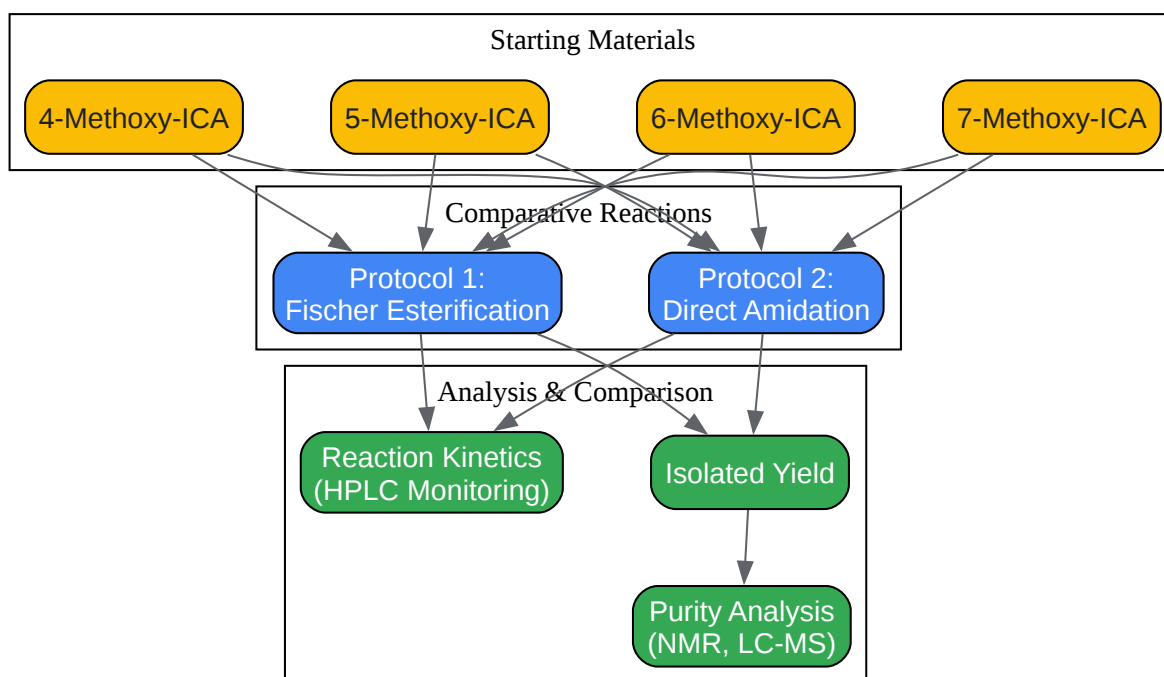 Starting Materials
4-Methoxy-ICA
5-Methoxy-ICA
6-Methoxy-ICA
7-Methoxy-ICA
Comparative Reactions
Protocol 1:
Fischer Esterification
Protocol 2:
Direct Amidation
Analysis & Comparison
Reaction Kinetics
(HPLC Monitoring)
Isolated Yield
Purity Analysis
(NMR, LC-MS)